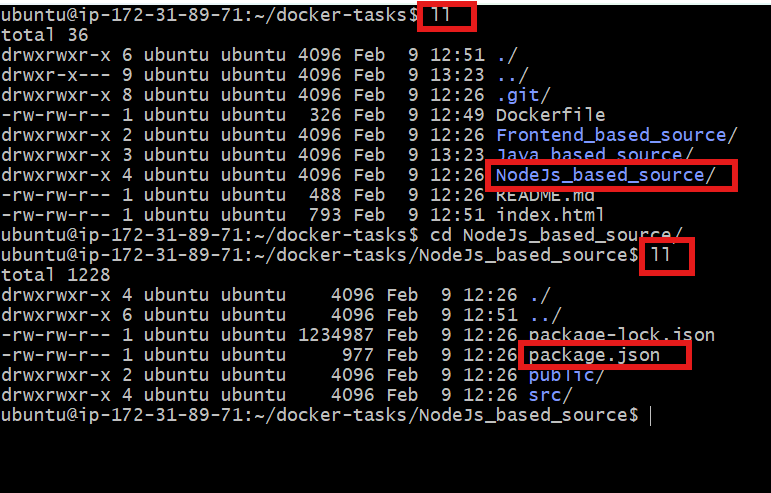 ubuntu@ip-172-31-89-71:~/docker-tasks$ ll
total 36
drwxrwxr-x 6 ubuntu ubuntu 4096 Feb  9 12:51 ./
drwxr-x--- 9 ubuntu ubuntu 4096 Feb  9 13:23 ../
drwxrwxr-x 8 ubuntu ubuntu 4096 Feb  9 12:26 .git/
-rw-rw-r-- 1 ubuntu ubuntu  326 Feb  9 12:49 Dockerfile
drwxrwxr-x 2 ubuntu ubuntu 4096 Feb  9 12:26 Frontend_based_source/
drwxrwxr-x 3 ubuntu ubuntu 4096 Feb  9 13:23 Java_based_source/
drwxrwxr-x 4 ubuntu ubuntu 4096 Feb  9 12:26 NodeJs_based_source/
-rw-rw-r-- 1 ubuntu ubuntu  488 Feb  9 12:26 README.md
-rw-rw-r-- 1 ubuntu ubuntu  793 Feb  9 12:51 index.html
ubuntu@ip-172-31-89-71:~/docker-tasks$ cd NodeJs_based_source/
ubuntu@ip-172-31-89-71:~/docker-tasks/NodeJs_based_source$ ll
total 1228
drwxrwxr-x 4 ubuntu ubuntu    4096 Feb  9 12:26 ./
drwxrwxr-x 6 ubuntu ubuntu    4096 Feb  9 12:51 ../
-rw-rw-r-- 1 ubuntu ubuntu 1234987 Feb  9 12:26 package-lock.json
-rw-rw-r-- 1 ubuntu ubuntu     977 Feb  9 12:26 package.json
drwxrwxr-x 2 ubuntu ubuntu    4096 Feb  9 12:26 public/
drwxrwxr-x 4 ubuntu ubuntu    4096 Feb  9 12:26 src/
ubuntu@ip-172-31-89-71:~/docker-tasks/NodeJs_based_source$